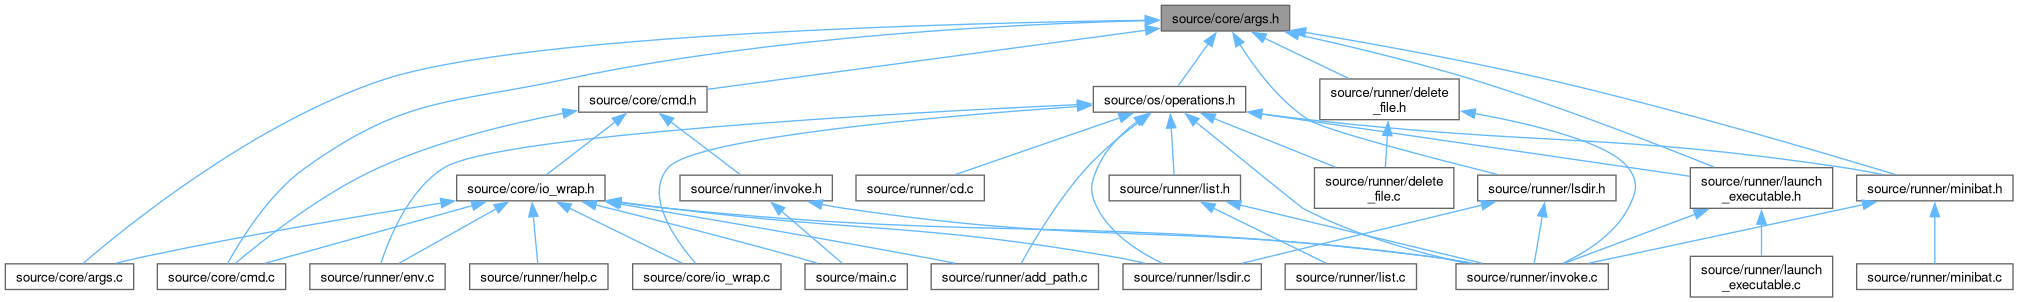 source/core/args.h
source/core/cmd.h
source/os/operations.h
source/runner/delete
_file.h
source/core/io_wrap.h
source/runner/invoke.h
source/runner/cd.c
source/runner/list.h
source/runner/delete
_file.c
source/runner/lsdir.h
source/runner/launch
_executable.h
source/runner/minibat.h
source/core/args.c
source/core/cmd.c
source/runner/env.c
source/runner/help.c
source/core/io_wrap.c
source/main.c
source/runner/add_path.c
source/runner/lsdir.c
source/runner/list.c
source/runner/invoke.c
source/runner/launch
_executable.c
source/runner/minibat.c